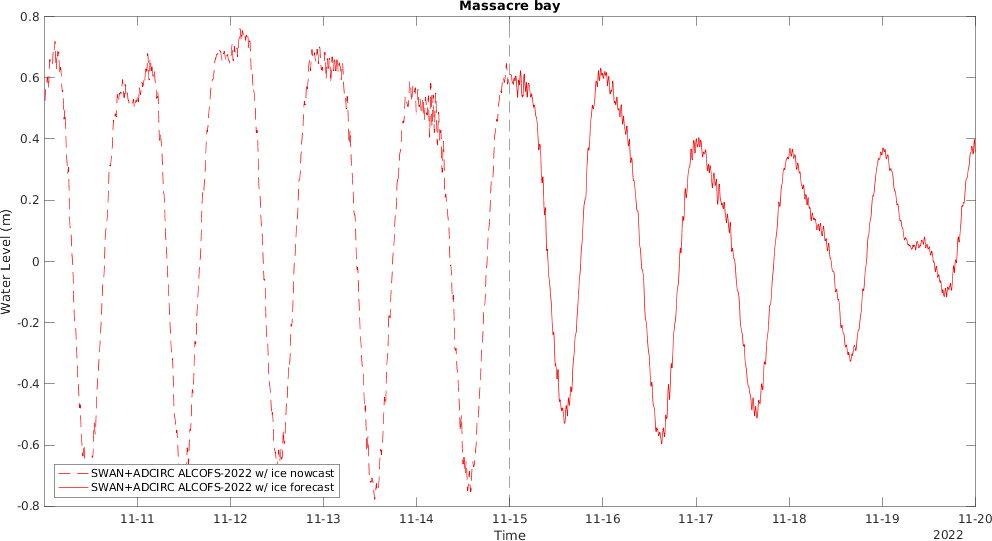 Massacre bay
Water Level (m)
0.8
0.6
0.4
0.2
0
-0.2
-0.4
-0.6
-0.8
SWAN+ADCIRC ALCOFS-2022 w/ ice nowcast
SWAN+ADCIRC ALCOFS-2022 w/ ice forecast
11-11 11-12 11-13 11-14 11-15 11-16 11-17 11-18 11-19 11-20
Time
2022